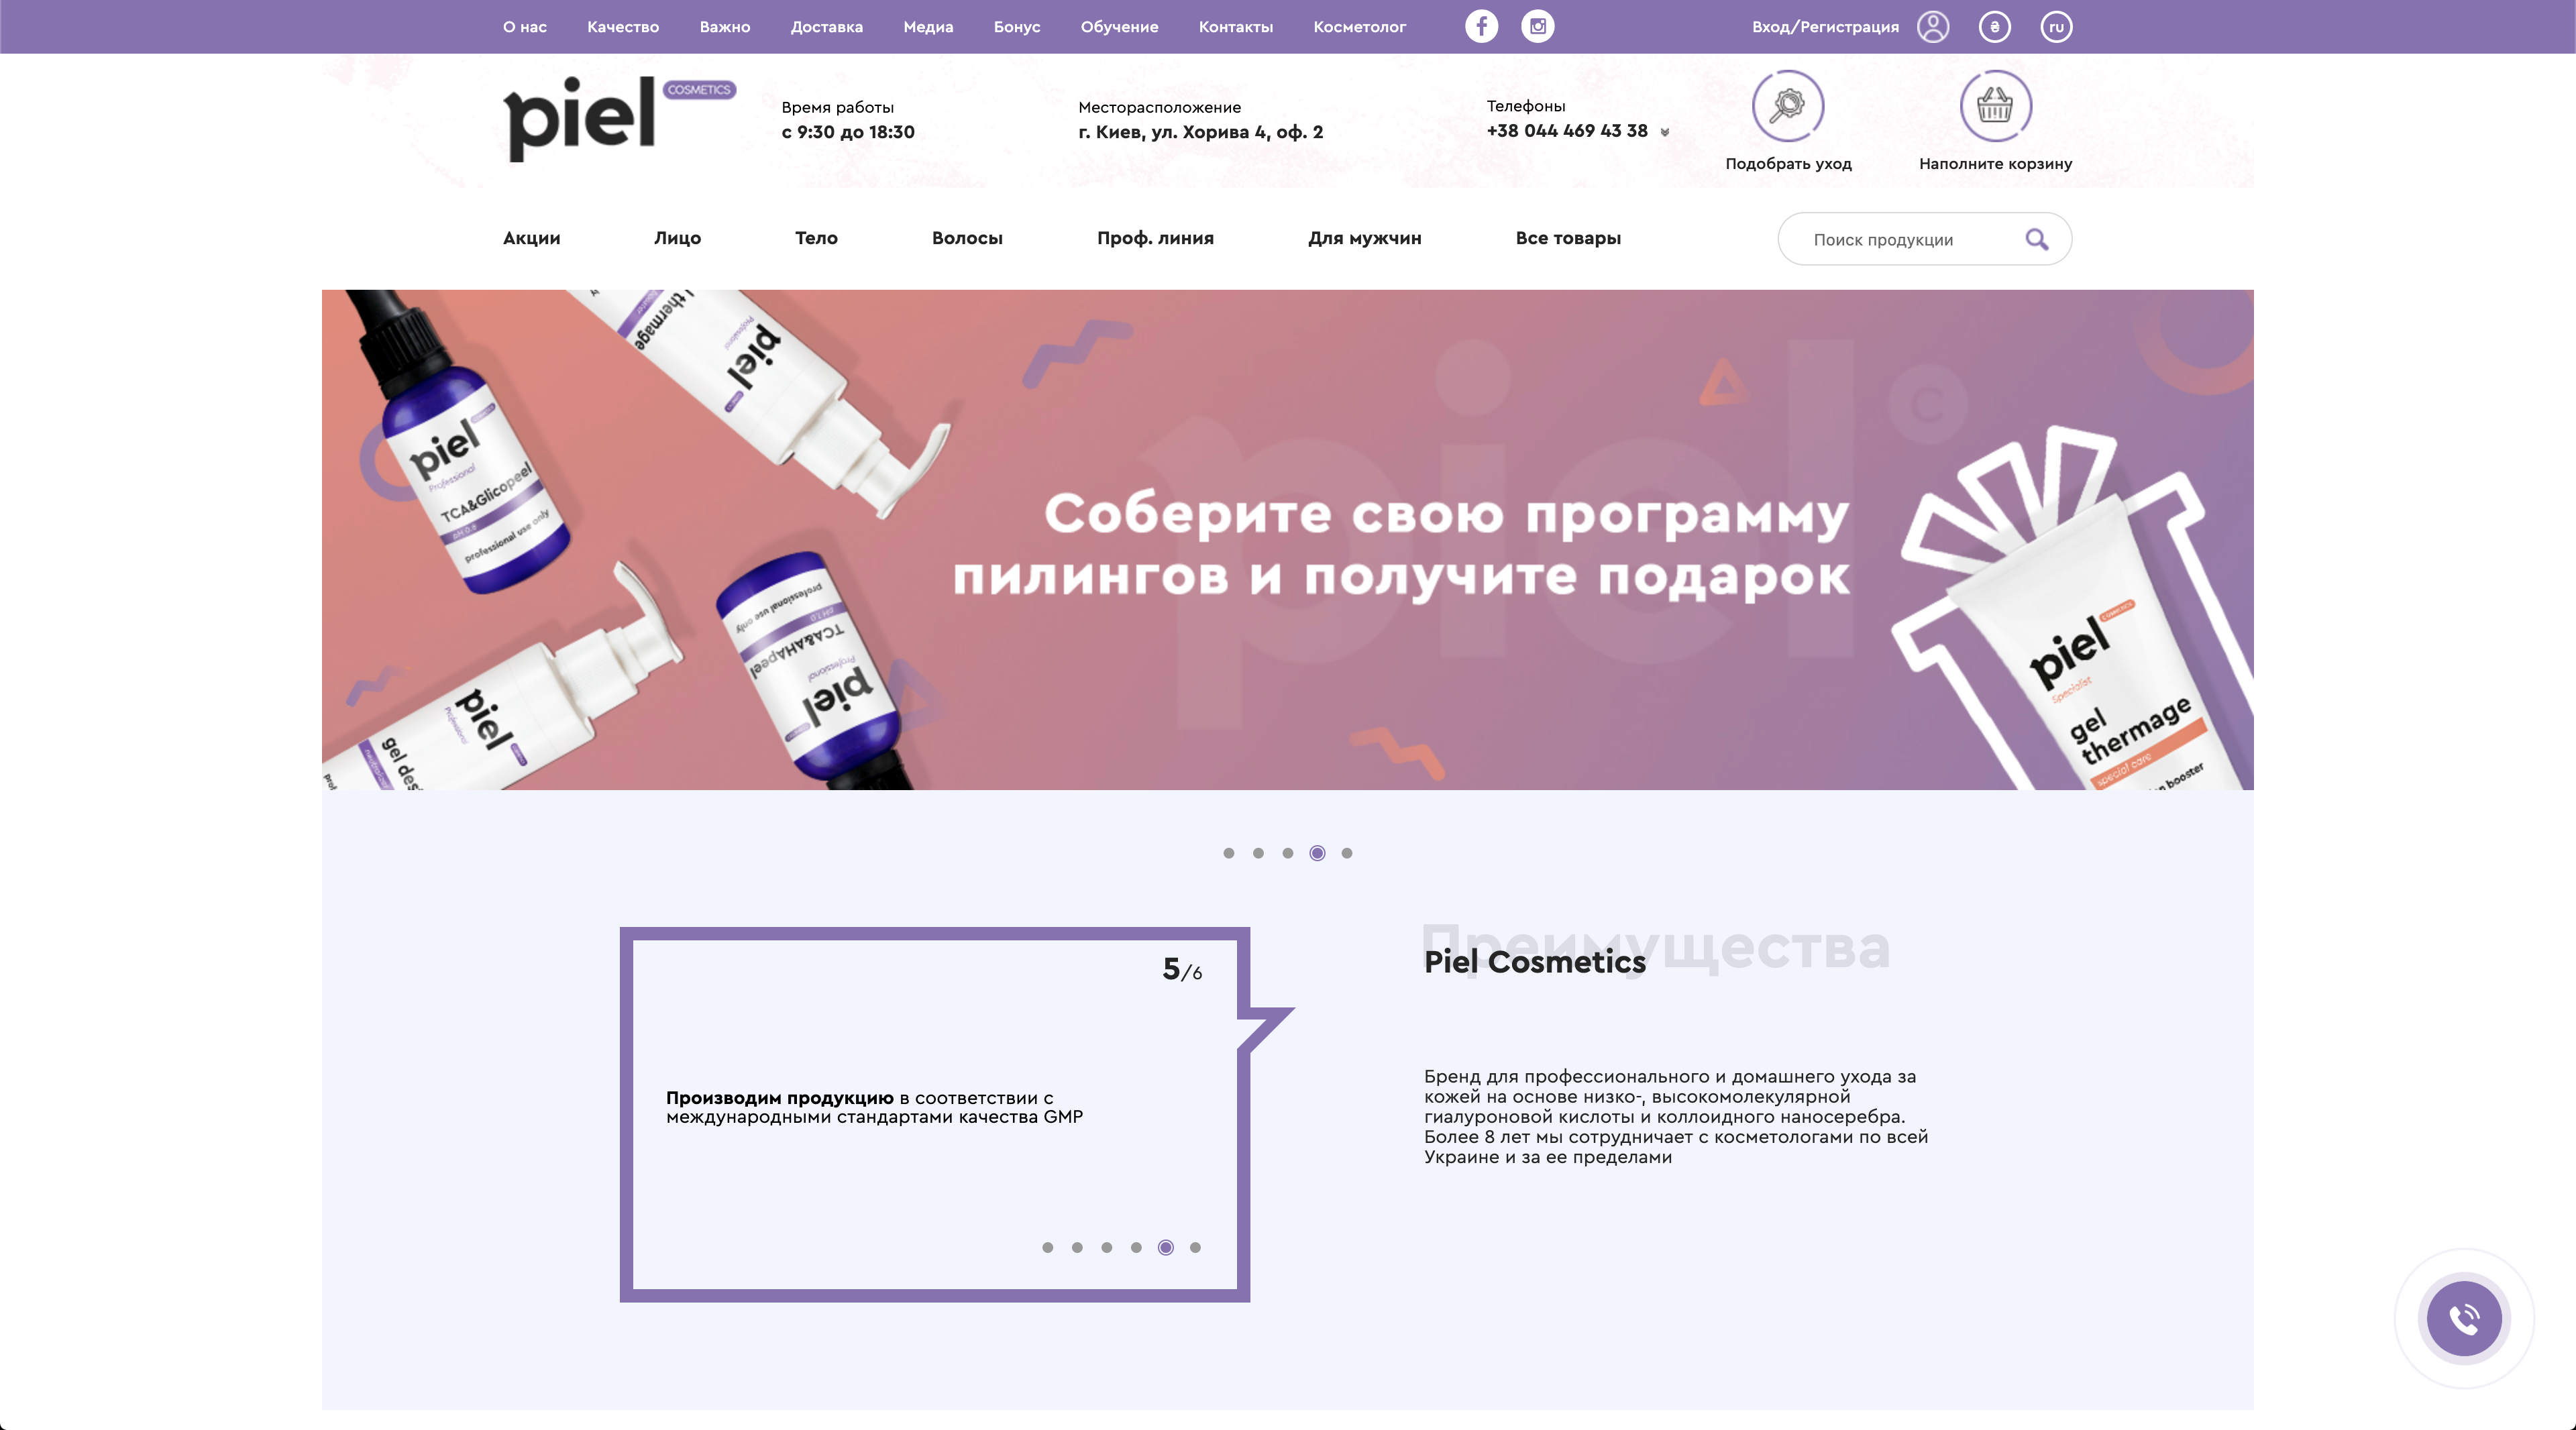 О нас Качество Важно Доставка Медиа Бонус Обучение Контакты Косметолог
Вход/Регистрация ₴ ru
piel COSMETICS
Время работы
с 9:30 до 18:30
Месторасположение
г. Киев, ул. Хорива 4, оф. 2
Телефоны
+38 044 469 43 38
Подобрать уход
Наполните корзину
Акции Лицо Тело Волосы Проф. линия Для мужчин Все товары
Поиск продукции
piel
Professional
TCA&Glicopeel
professional use only
thermage
Professional
piel
piel c
Соберите свою программу
пилингов и получите подарок
professional use only
TCA&AHApeel
Professional
piel
piel
Professional
gel des
piel COSMETICS
Specialist
gel
thermage
special care
booster
5/6
Производим продукцию в соответствии с
международными стандартами качества GMP
Преимущества
Piel Cosmetics
Бренд для профессионального и домашнего ухода за
кожей на основе низко-, высокомолекулярной
гиалуроновой кислоты и коллоидного наносеребра.
Более 8 лет мы сотрудничает с косметологами по всей
Украине и за ее пределами